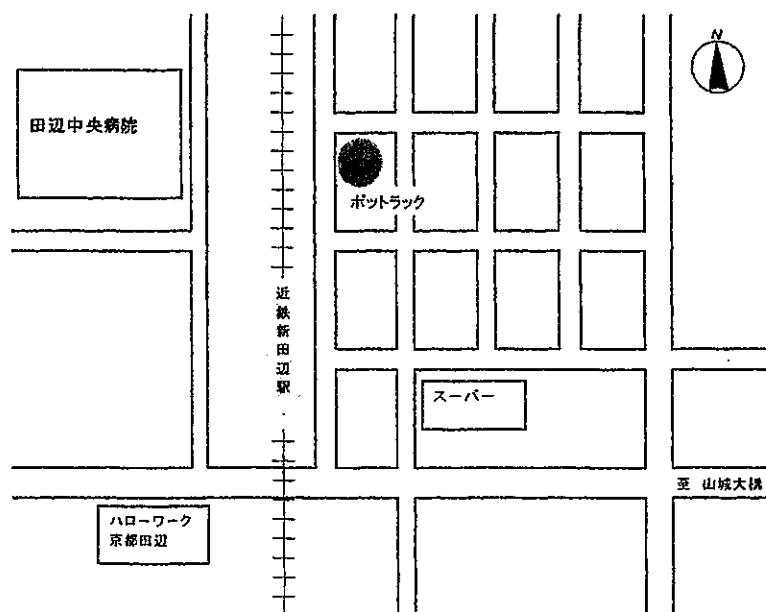 N
田辺中央病院
ポットラック
近鉄新田辺駅
スーパー
至 山城大橋
ハローワーク
京都田辺